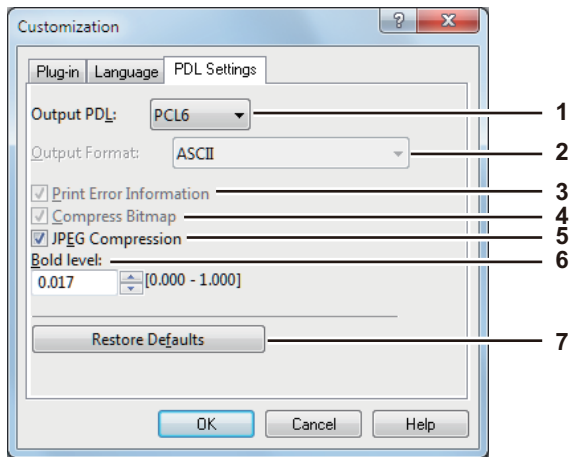 Customization
Plug-in Language PDL Settings
Output PDL: PCL6 1
Output Format: ASCII 2
Print Error Information 3
Compress Bitmap 4
JPEG Compression 5
Bold level: 6
0.017 [0.000 - 1.000]
Restore Defaults 7
OK Cancel Help